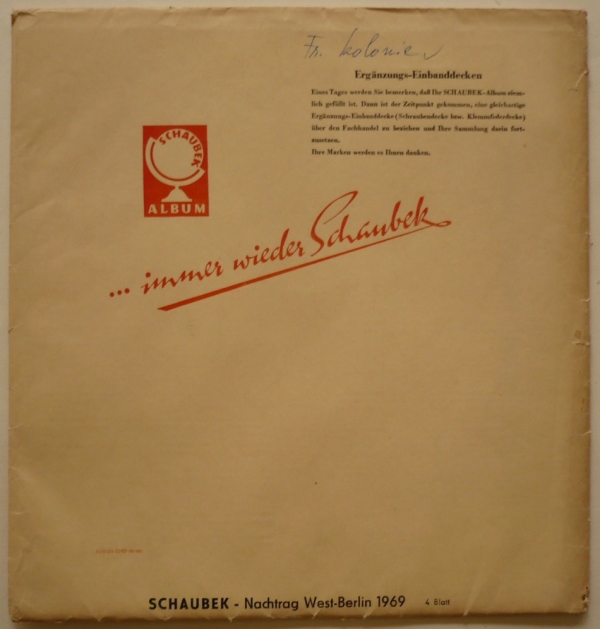 Fr. Kolonien
Ergänzungs-Einbanddecken
Eines Tages werden Sie bemerken, daß Ihr SCHAUBEK-Album ziem-
lich gefüllt ist. Dann ist der Zeitpunkt gekommen, eine gleichartige
Ergänzungs-Einbanddecke (Schraubendecke bzw. Klemmfederdecke)
über den Fachhandel zu beziehen und Ihre Sammlung darin fort-
zusetzen.
Ihre Marken werden es Ihnen danken.
SCHAUBEK
ALBUM
... immer wieder Schaubek
SCHAUBEK - Nachtrag West-Berlin 1969 4 Blatt